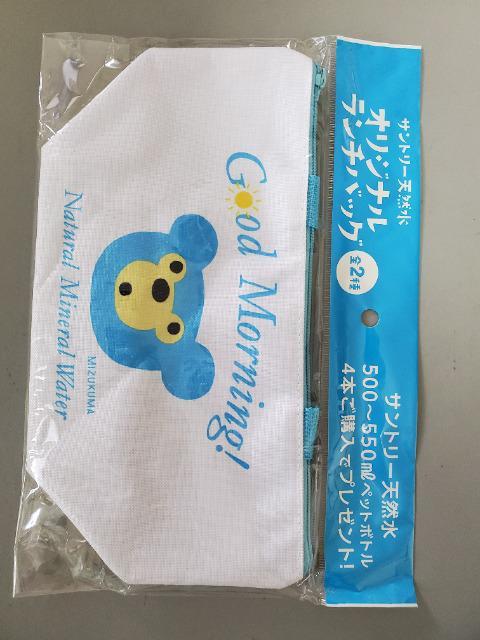 サントリー天然水
オリジナル
ランチバッグ
全2種
サントリー天然水
500～550mlペットボトル
4本ご購入でプレゼント!
Good Morning!
MIZUKUMA
Natural Mineral Water